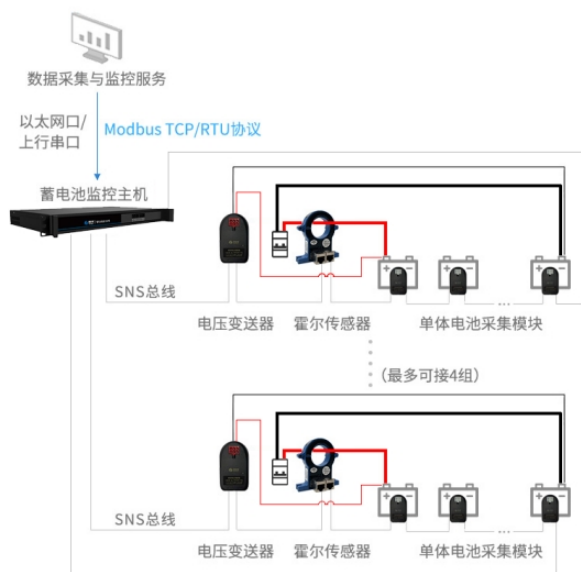 数据采集与监控服务
以太网口/
上行串口
Modbus TCP/RTU协议
蓄电池监控主机
SNS总线
电压变送器
霍尔传感器
单体电池采集模块
(最多可接4组)
SNS总线
电压变送器
霍尔传感器
单体电池采集模块